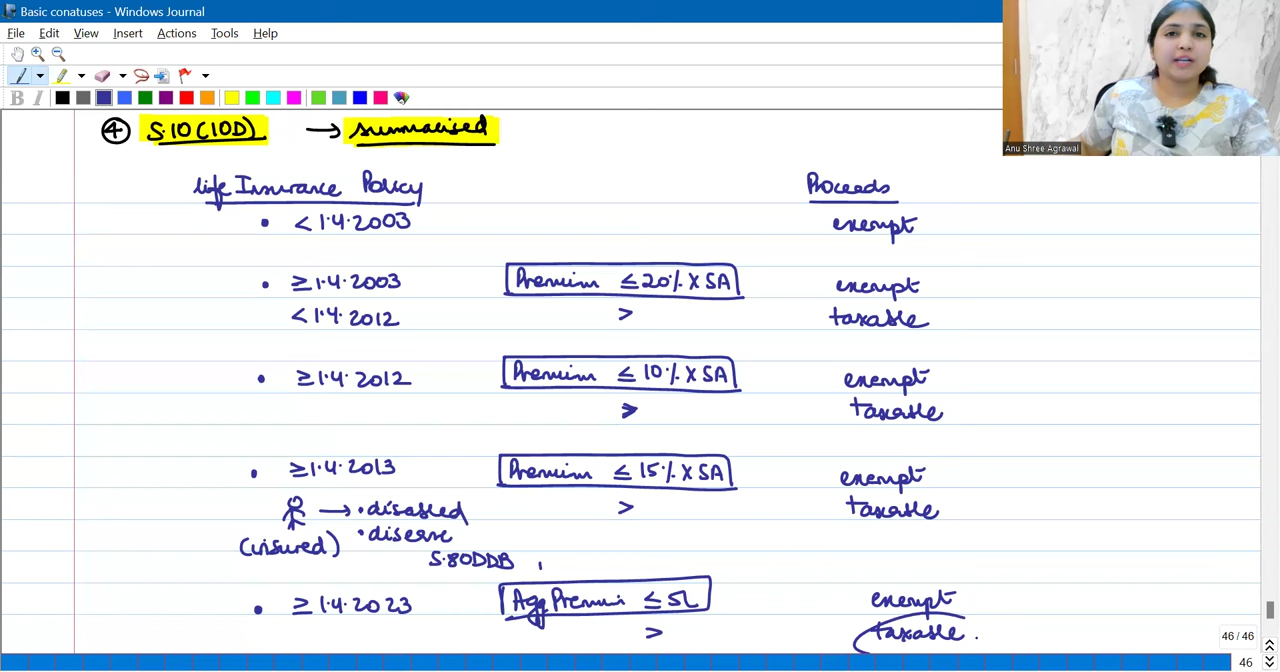 Basic conatuses - Windows Journal
File Edit View Insert Actions Tools Help
B I
Anu Shree Agrawal
④ S.10(10D) → summarised
life Insurance Policy Proceeds
• < 1.4.2003 exempt
• ≥ 1.4.2003 Premium ≤ 20% X SA exempt
< 1.4.2012 > taxable
• ≥ 1.4.2012 Premium ≤ 10% X SA exempt
> taxable
• ≥ 1.4.2013 Premium ≤ 15% X SA exempt
→ • disabled > taxable
(insured) • disease
S.80DDB
• ≥ 1.4.2023 Agg Premi ≤ 5L exempt
> taxable.
46 / 46
46